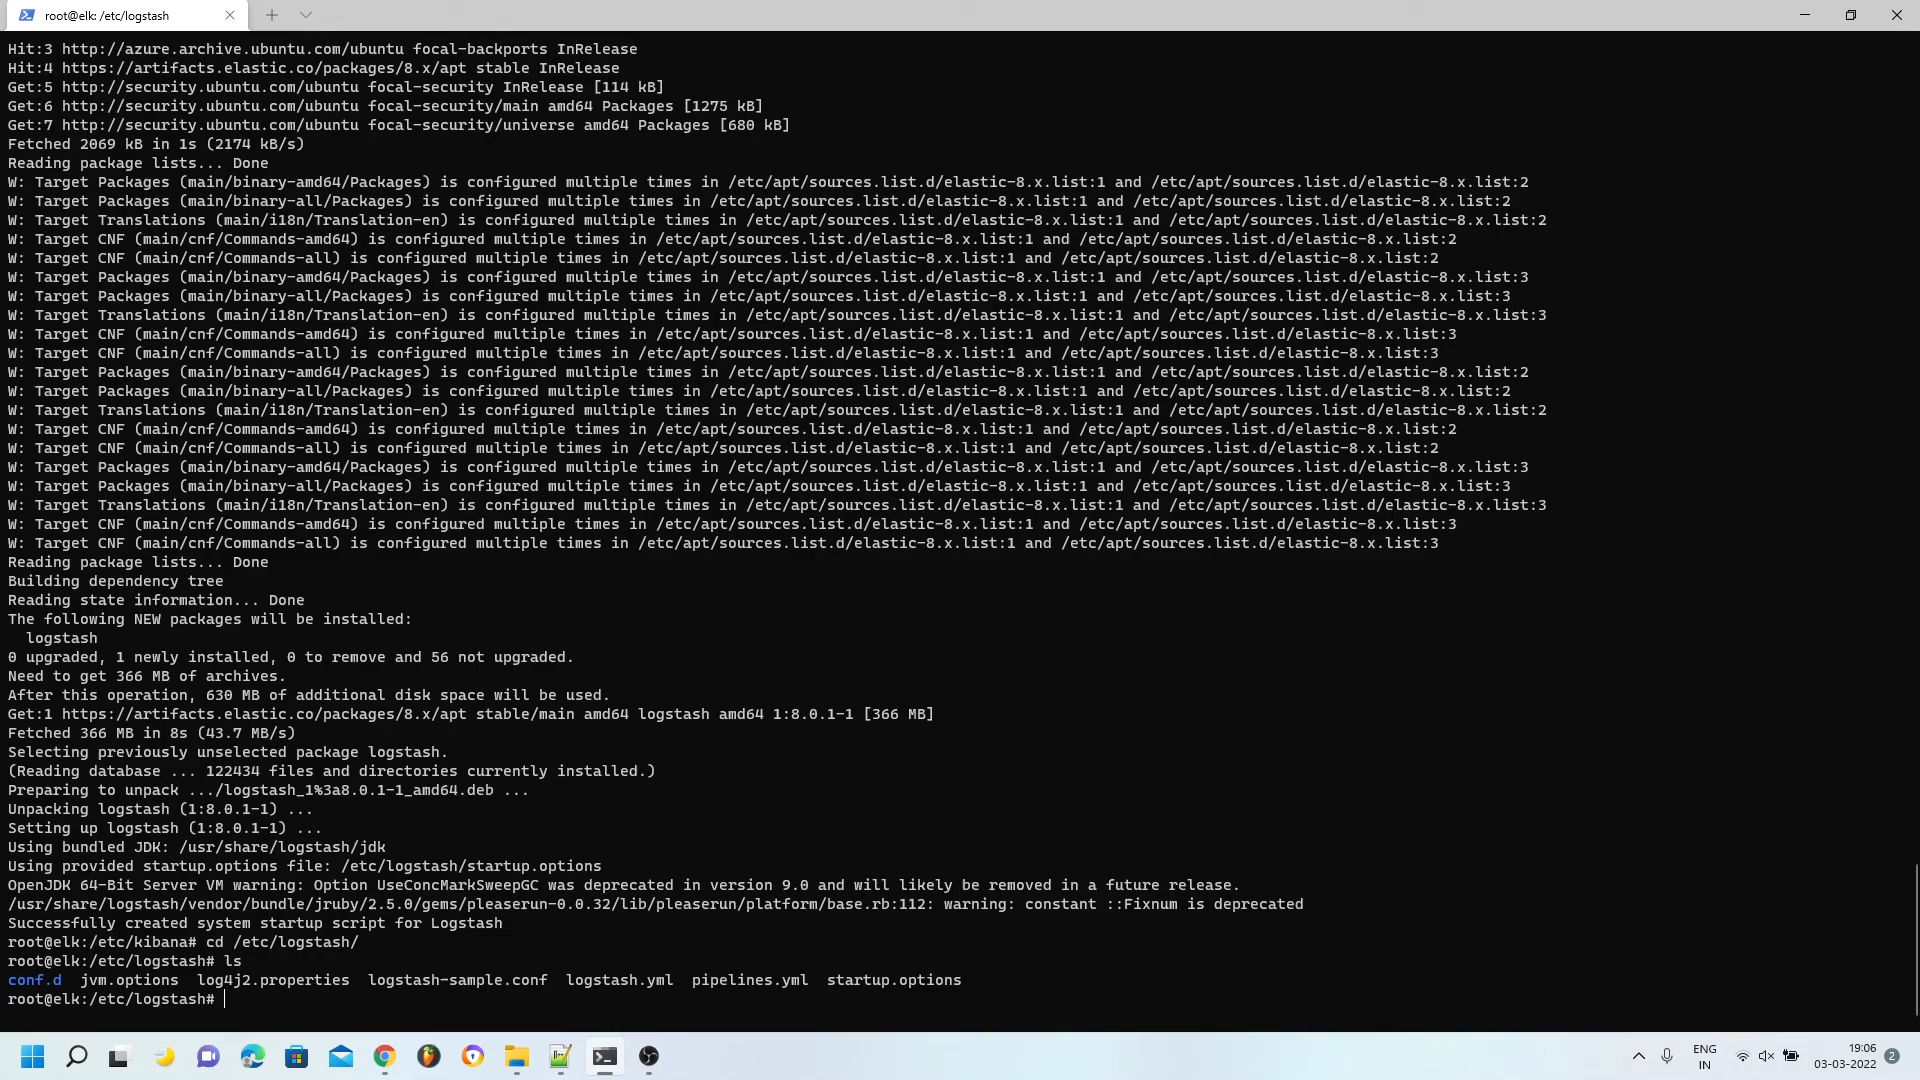 root@elk: /etc/logstash
Hit:3 http://azure.archive.ubuntu.com/ubuntu focal-backports InRelease
Hit:4 https://artifacts.elastic.co/packages/8.x/apt stable InRelease
Get:5 http://security.ubuntu.com/ubuntu focal-security InRelease [114 kB]
Get:6 http://security.ubuntu.com/ubuntu focal-security/main amd64 Packages [1275 kB]
Get:7 http://security.ubuntu.com/ubuntu focal-security/universe amd64 Packages [680 kB]
Fetched 2069 kB in 1s (2174 kB/s)
Reading package lists... Done
W: Target Packages (main/binary-amd64/Packages) is configured multiple times in /etc/apt/sources.list.d/elastic-8.x.list:1 and /etc/apt/sources.list.d/elastic-8.x.list:2
W: Target Packages (main/binary-all/Packages) is configured multiple times in /etc/apt/sources.list.d/elastic-8.x.list:1 and /etc/apt/sources.list.d/elastic-8.x.list:2
W: Target Translations (main/i18n/Translation-en) is configured multiple times in /etc/apt/sources.list.d/elastic-8.x.list:1 and /etc/apt/sources.list.d/elastic-8.x.list:2
W: Target CNF (main/cnf/Commands-amd64) is configured multiple times in /etc/apt/sources.list.d/elastic-8.x.list:1 and /etc/apt/sources.list.d/elastic-8.x.list:2
W: Target CNF (main/cnf/Commands-all) is configured multiple times in /etc/apt/sources.list.d/elastic-8.x.list:1 and /etc/apt/sources.list.d/elastic-8.x.list:2
W: Target Packages (main/binary-amd64/Packages) is configured multiple times in /etc/apt/sources.list.d/elastic-8.x.list:1 and /etc/apt/sources.list.d/elastic-8.x.list:3
W: Target Packages (main/binary-all/Packages) is configured multiple times in /etc/apt/sources.list.d/elastic-8.x.list:1 and /etc/apt/sources.list.d/elastic-8.x.list:3
W: Target Translations (main/i18n/Translation-en) is configured multiple times in /etc/apt/sources.list.d/elastic-8.x.list:1 and /etc/apt/sources.list.d/elastic-8.x.list:3
W: Target CNF (main/cnf/Commands-amd64) is configured multiple times in /etc/apt/sources.list.d/elastic-8.x.list:1 and /etc/apt/sources.list.d/elastic-8.x.list:3
W: Target CNF (main/cnf/Commands-all) is configured multiple times in /etc/apt/sources.list.d/elastic-8.x.list:1 and /etc/apt/sources.list.d/elastic-8.x.list:3
W: Target Packages (main/binary-amd64/Packages) is configured multiple times in /etc/apt/sources.list.d/elastic-8.x.list:1 and /etc/apt/sources.list.d/elastic-8.x.list:2
W: Target Packages (main/binary-all/Packages) is configured multiple times in /etc/apt/sources.list.d/elastic-8.x.list:1 and /etc/apt/sources.list.d/elastic-8.x.list:2
W: Target Translations (main/i18n/Translation-en) is configured multiple times in /etc/apt/sources.list.d/elastic-8.x.list:1 and /etc/apt/sources.list.d/elastic-8.x.list:2
W: Target CNF (main/cnf/Commands-amd64) is configured multiple times in /etc/apt/sources.list.d/elastic-8.x.list:1 and /etc/apt/sources.list.d/elastic-8.x.list:2
W: Target CNF (main/cnf/Commands-all) is configured multiple times in /etc/apt/sources.list.d/elastic-8.x.list:1 and /etc/apt/sources.list.d/elastic-8.x.list:2
W: Target Packages (main/binary-amd64/Packages) is configured multiple times in /etc/apt/sources.list.d/elastic-8.x.list:1 and /etc/apt/sources.list.d/elastic-8.x.list:3
W: Target Packages (main/binary-all/Packages) is configured multiple times in /etc/apt/sources.list.d/elastic-8.x.list:1 and /etc/apt/sources.list.d/elastic-8.x.list:3
W: Target Translations (main/i18n/Translation-en) is configured multiple times in /etc/apt/sources.list.d/elastic-8.x.list:1 and /etc/apt/sources.list.d/elastic-8.x.list:3
W: Target CNF (main/cnf/Commands-amd64) is configured multiple times in /etc/apt/sources.list.d/elastic-8.x.list:1 and /etc/apt/sources.list.d/elastic-8.x.list:3
W: Target CNF (main/cnf/Commands-all) is configured multiple times in /etc/apt/sources.list.d/elastic-8.x.list:1 and /etc/apt/sources.list.d/elastic-8.x.list:3
Reading package lists... Done
Building dependency tree
Reading state information... Done
The following NEW packages will be installed:
logstash
0 upgraded, 1 newly installed, 0 to remove and 56 not upgraded.
Need to get 366 MB of archives.
After this operation, 630 MB of additional disk space will be used.
Get:1 https://artifacts.elastic.co/packages/8.x/apt stable/main amd64 logstash amd64 1:8.0.1-1 [366 MB]
Fetched 366 MB in 8s (43.7 MB/s)
Selecting previously unselected package logstash.
(Reading database ... 122434 files and directories currently installed.)
Preparing to unpack .../logstash_1%3a8.0.1-1_amd64.deb ...
Unpacking logstash (1:8.0.1-1) ...
Setting up logstash (1:8.0.1-1) ...
Using bundled JDK: /usr/share/logstash/jdk
Using provided startup.options file: /etc/logstash/startup.options
OpenJDK 64-Bit Server VM warning: Option UseConcMarkSweepGC was deprecated in version 9.0 and will likely be removed in a future release.
/usr/share/logstash/vendor/bundle/jruby/2.5.0/gems/pleaserun-0.0.32/lib/pleaserun/platform/base.rb:112: warning: constant ::Fixnum is deprecated
Successfully created system startup script for Logstash
root@elk:/etc/kibana# cd /etc/logstash/
root@elk:/etc/logstash# ls
conf.d jvm.options log4j2.properties logstash-sample.conf logstash.yml pipelines.yml startup.options
root@elk:/etc/logstash#
ENG
IN
19:06
03-03-2022
2